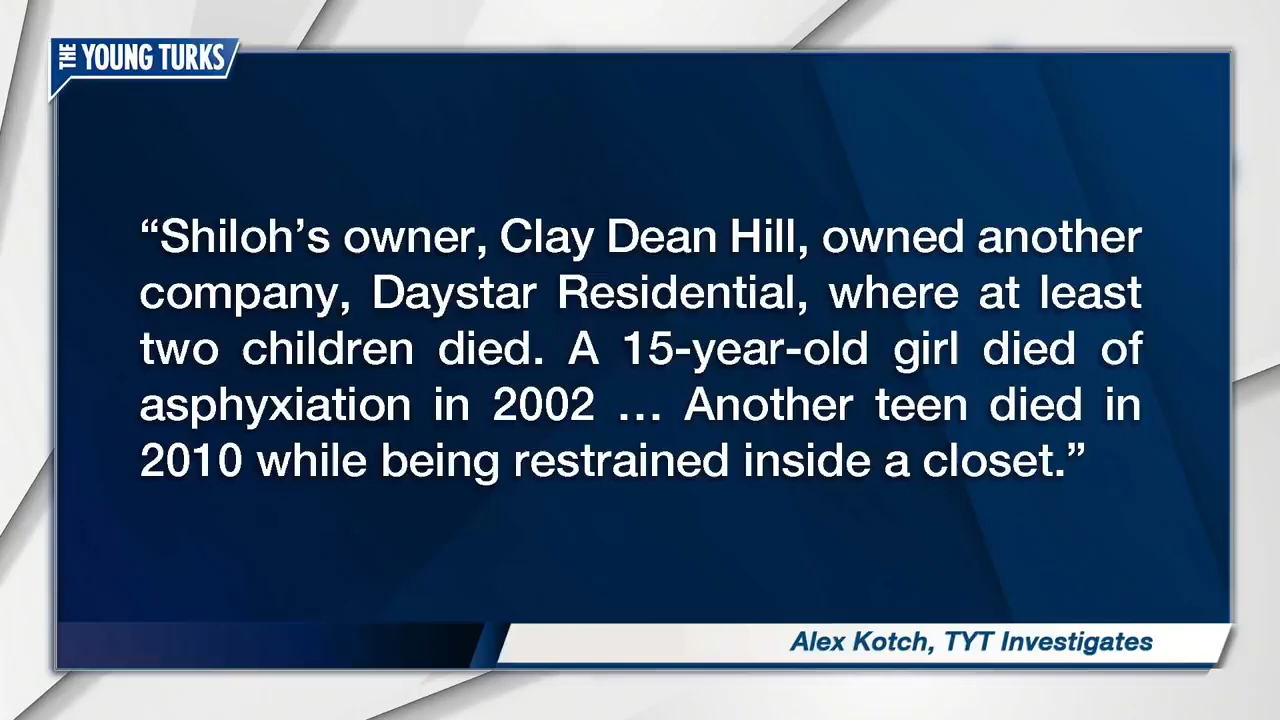 THE YOUNG TURKS
“Shiloh’s owner, Clay Dean Hill, owned another
company, Daystar Residential, where at least
two children died. A 15-year-old girl died of
asphyxiation in 2002 … Another teen died in
2010 while being restrained inside a closet.”
Alex Kotch, TYT Investigates